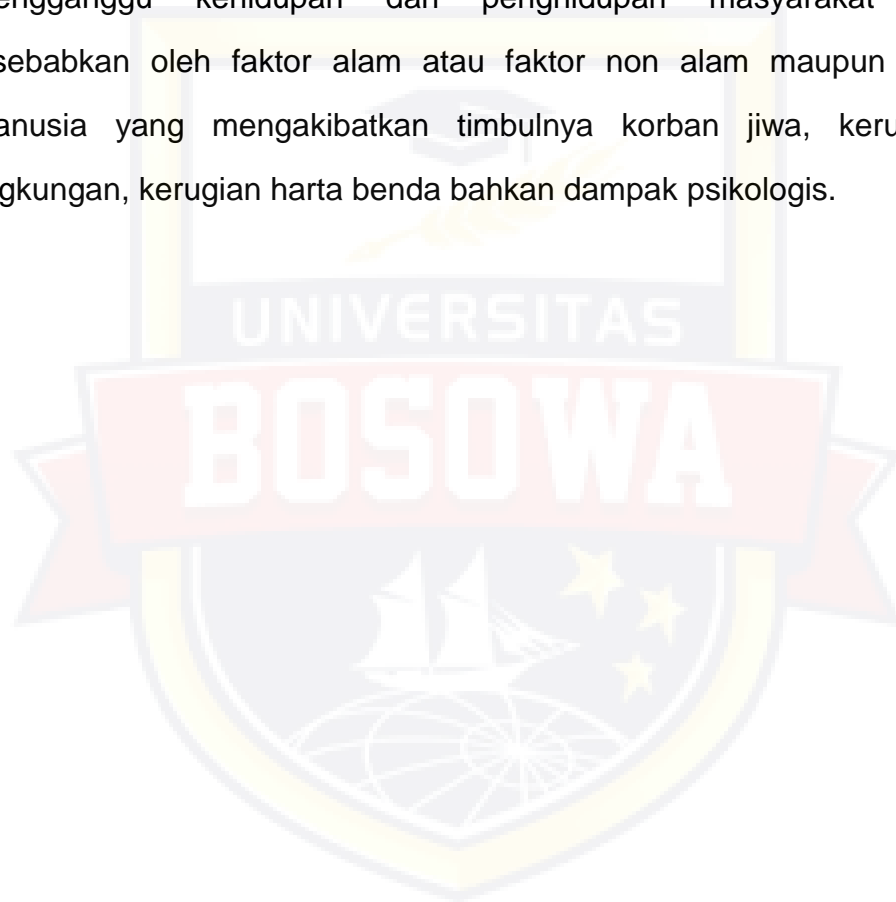 engganggu kehidupan dan penghidupan masyarakat
sebabkan oleh faktor alam atau faktor non alam maupun
anusia yang mengakibatkan timbulnya korban jiwa, keru
gkungan, kerugian harta benda bahkan dampak psikologis.
UNIVERSITAS
BOSOWA